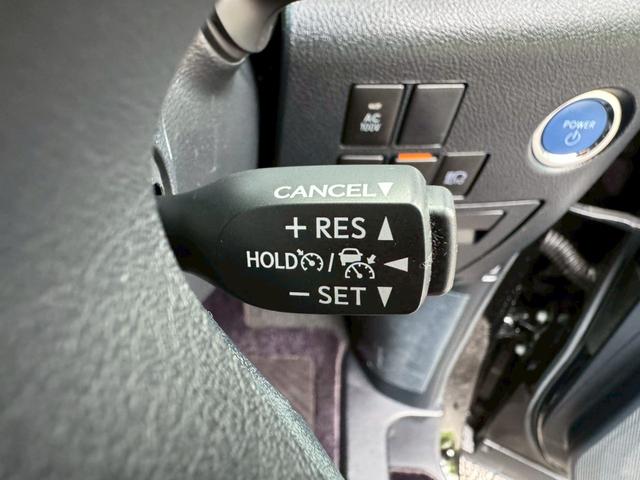 AC
100V
POWER
CANCEL▼
+ RES ▲
HOLD / ◀
− SET ▼